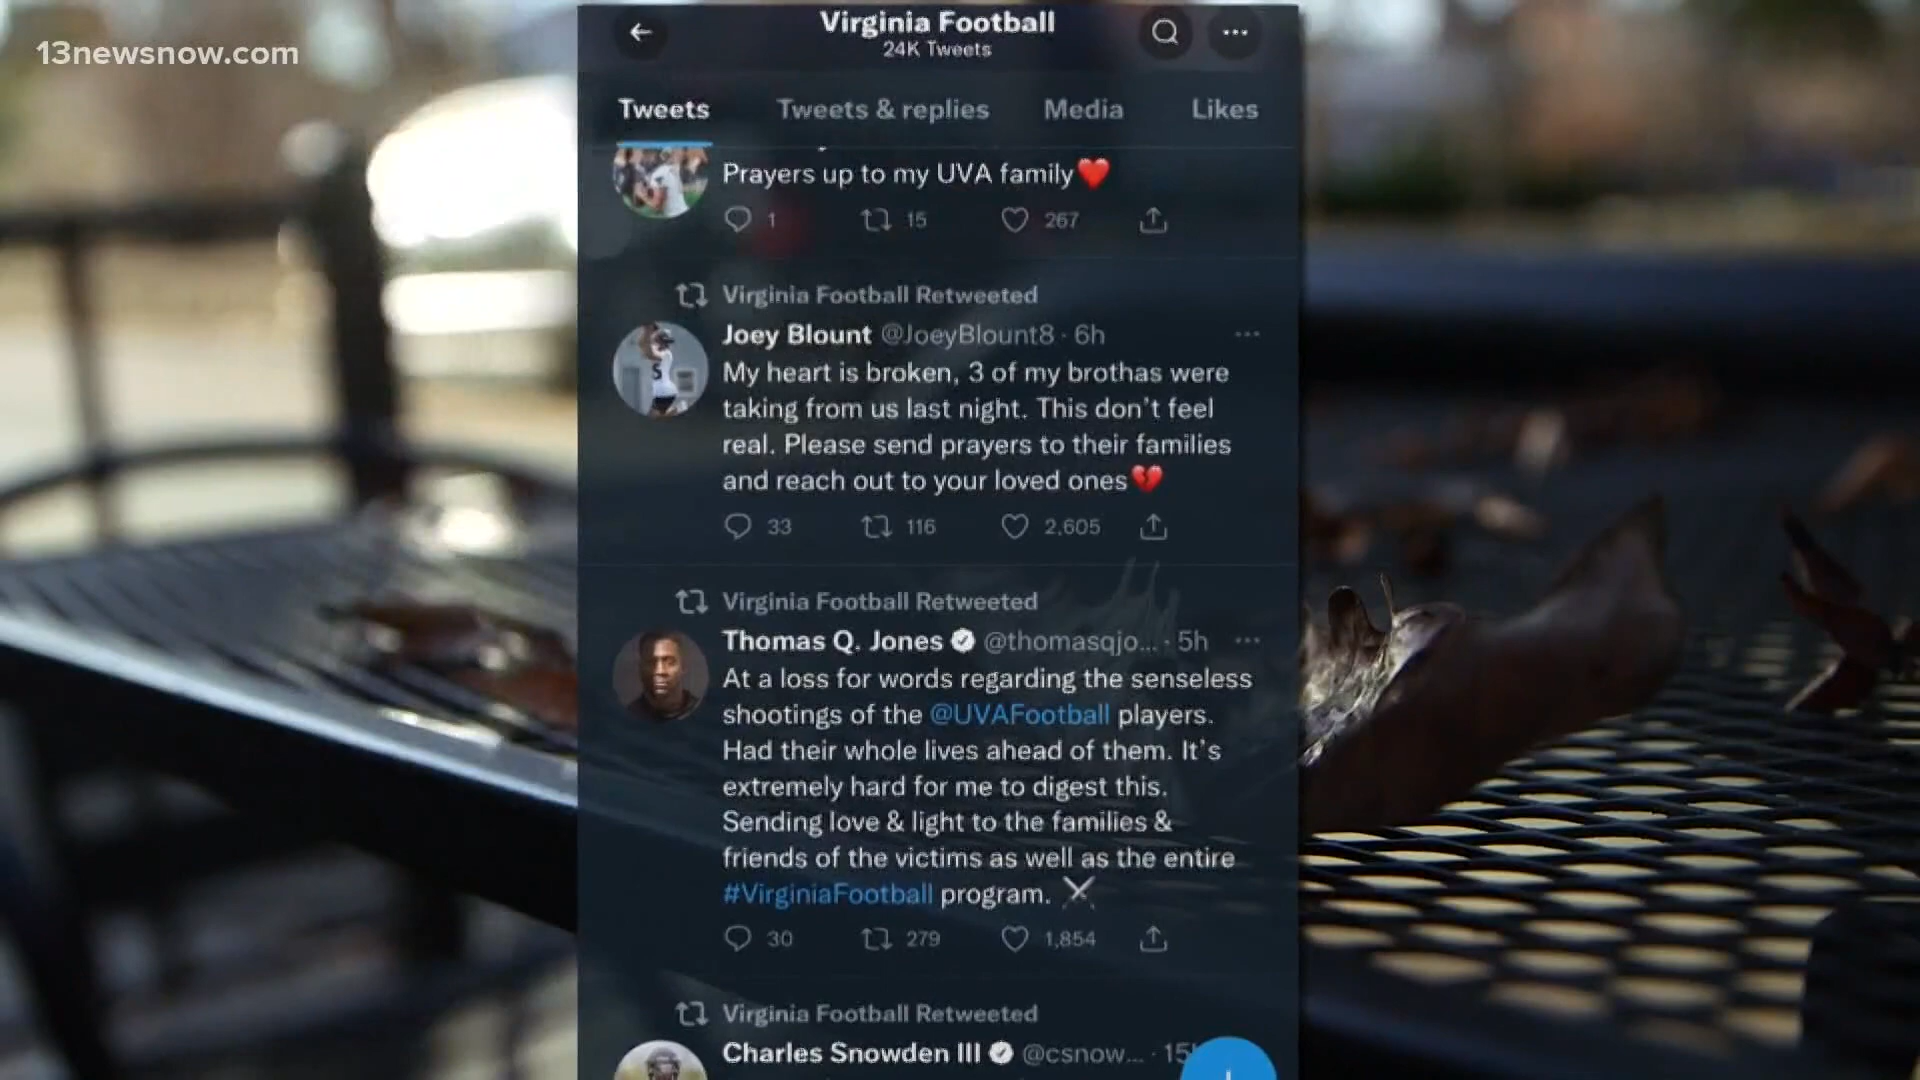 13newsnow.com
Virginia Football
24K Tweets
Tweets Tweets & replies Media Likes
Prayers up to my UVA family❤️
1 15 267
Virginia Football Retweeted
Joey Blount @JoeyBlount8 · 6h
My heart is broken, 3 of my brothas were
taking from us last night. This don't feel
real. Please send prayers to their families
and reach out to your loved ones💔
33 116 2,605
Virginia Football Retweeted
Thomas Q. Jones @thomasqjo... · 5h
At a loss for words regarding the senseless
shootings of the @UVAFootball players.
Had their whole lives ahead of them. It's
extremely hard for me to digest this.
Sending love & light to the families &
friends of the victims as well as the entire
#VirginiaFootball program. ⚔️
30 279 1,854
Virginia Football Retweeted
Charles Snowden III @csnow... · 15h